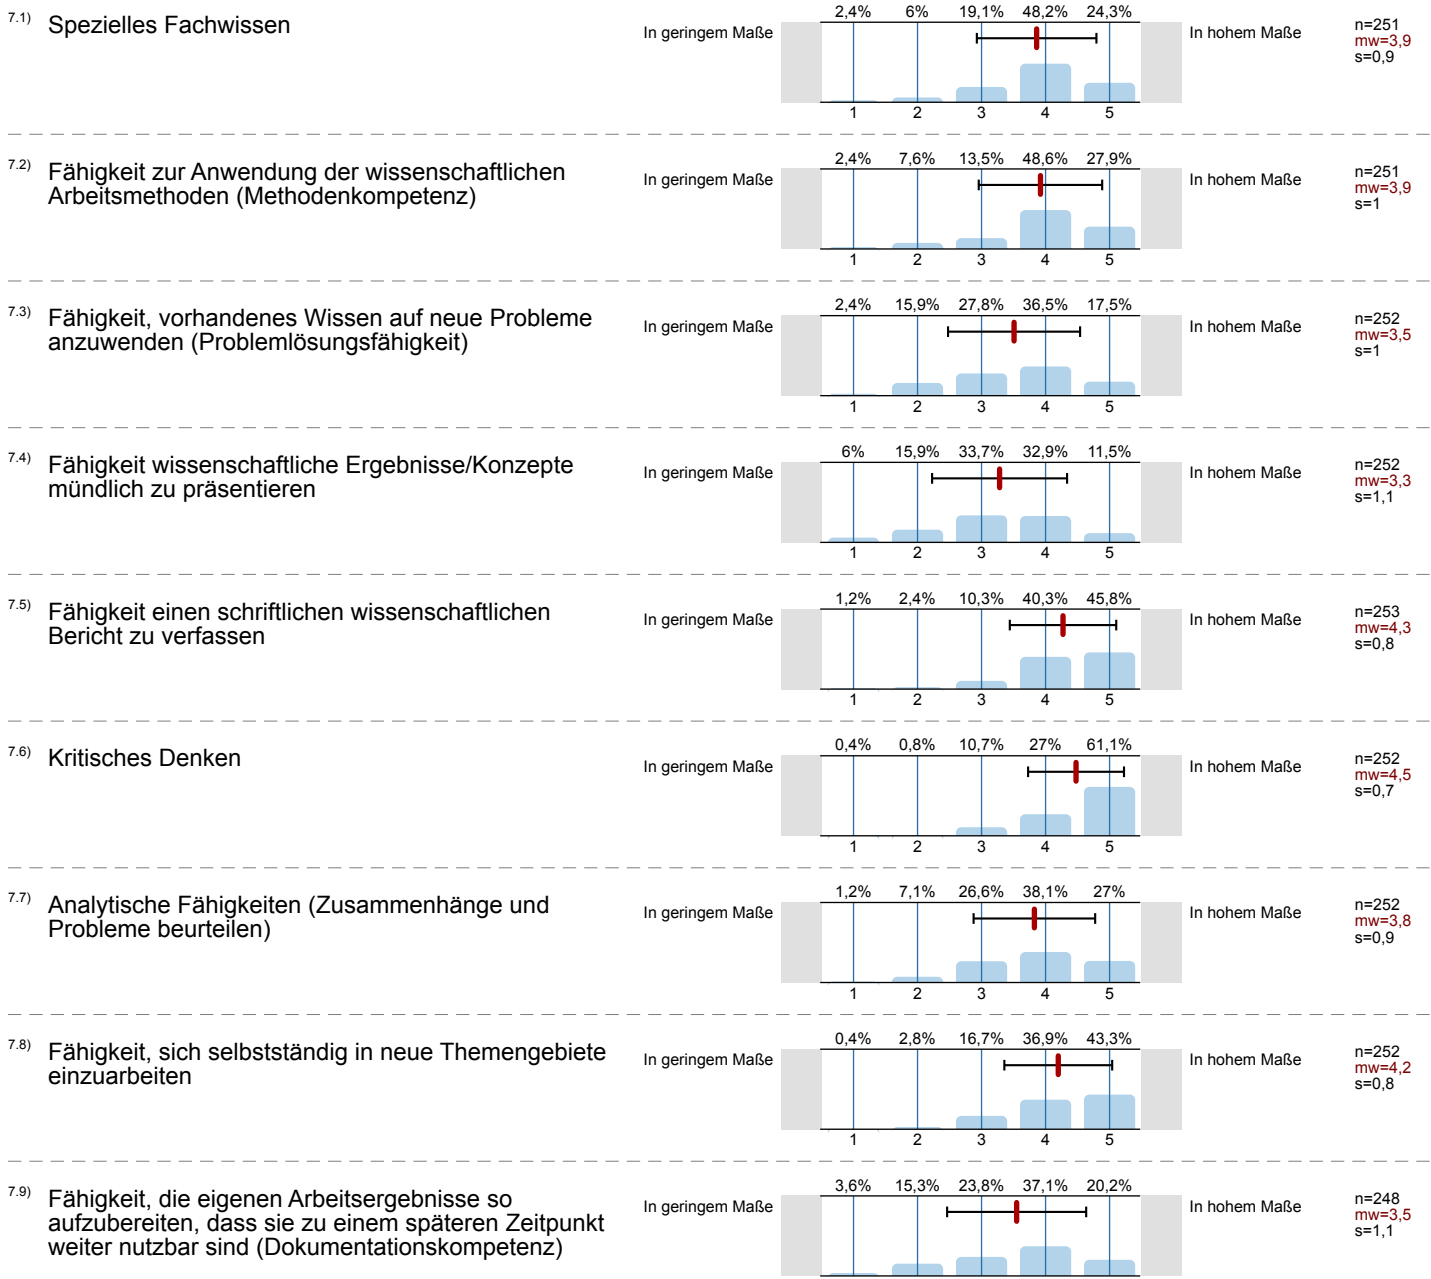 7.1) Spezielles Fachwissen
In geringem Maße
2,4% 6% 19,1% 48,2% 24,3%
1 2 3 4 5
In hohem Maße
n=251
mw=3,9
s=0,9
7.2) Fähigkeit zur Anwendung der wissenschaftlichen
Arbeitsmethoden (Methodenkompetenz)
In geringem Maße
2,4% 7,6% 13,5% 48,6% 27,9%
1 2 3 4 5
In hohem Maße
n=251
mw=3,9
s=1
7.3) Fähigkeit, vorhandenes Wissen auf neue Probleme
anzuwenden (Problemlösungsfähigkeit)
In geringem Maße
2,4% 15,9% 27,8% 36,5% 17,5%
1 2 3 4 5
In hohem Maße
n=252
mw=3,5
s=1
7.4) Fähigkeit wissenschaftliche Ergebnisse/Konzepte
mündlich zu präsentieren
In geringem Maße
6% 15,9% 33,7% 32,9% 11,5%
1 2 3 4 5
In hohem Maße
n=252
mw=3,3
s=1,1
7.5) Fähigkeit einen schriftlichen wissenschaftlichen
Bericht zu verfassen
In geringem Maße
1,2% 2,4% 10,3% 40,3% 45,8%
1 2 3 4 5
In hohem Maße
n=253
mw=4,3
s=0,8
7.6) Kritisches Denken
In geringem Maße
0,4% 0,8% 10,7% 27% 61,1%
1 2 3 4 5
In hohem Maße
n=252
mw=4,5
s=0,7
7.7) Analytische Fähigkeiten (Zusammenhänge und
Probleme beurteilen)
In geringem Maße
1,2% 7,1% 26,6% 38,1% 27%
1 2 3 4 5
In hohem Maße
n=252
mw=3,8
s=0,9
7.8) Fähigkeit, sich selbstständig in neue Themengebiete
einzuarbeiten
In geringem Maße
0,4% 2,8% 16,7% 36,9% 43,3%
1 2 3 4 5
In hohem Maße
n=252
mw=4,2
s=0,8
7.9) Fähigkeit, die eigenen Arbeitsergebnisse so
aufzubereiten, dass sie zu einem späteren Zeitpunkt
weiter nutzbar sind (Dokumentationskompetenz)
In geringem Maße
3,6% 15,3% 23,8% 37,1% 20,2%
In hohem Maße
n=248
mw=3,5
s=1,1